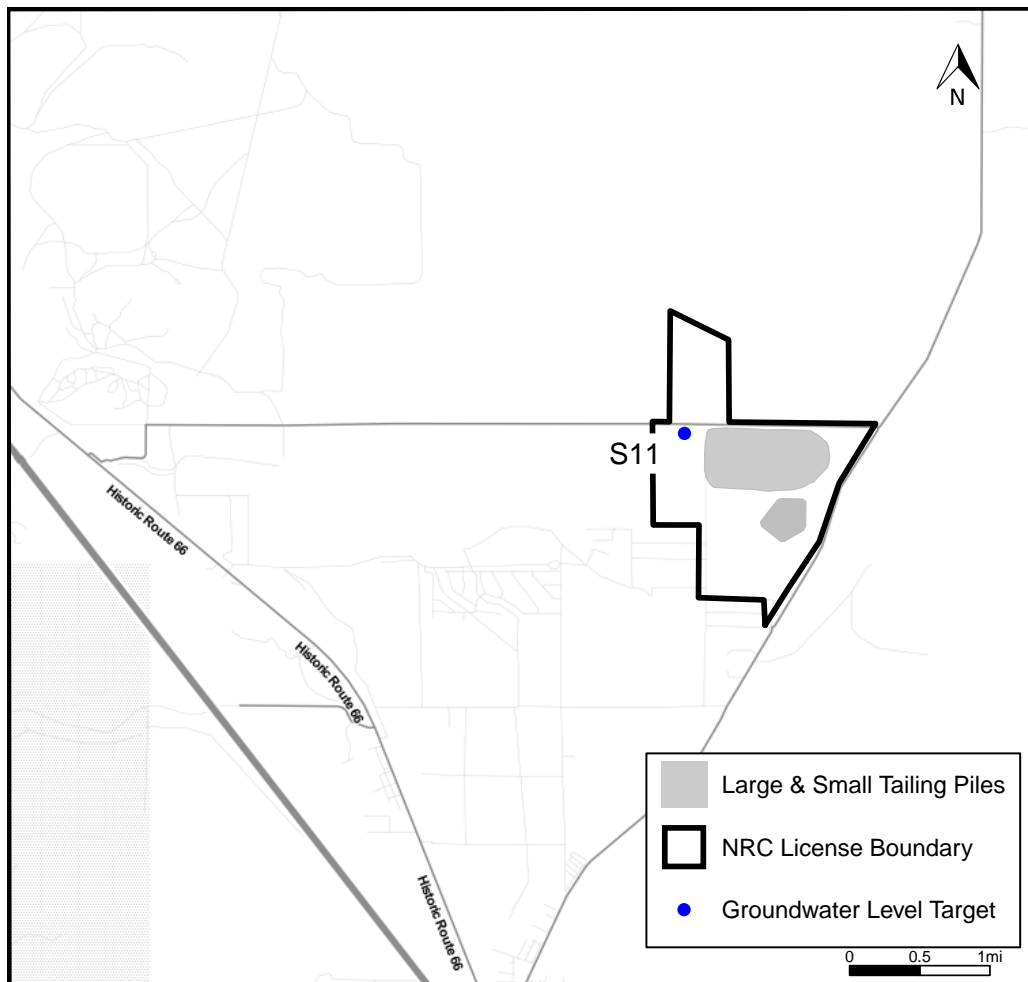 N
S11
Historic Route 66
Historic Route 66
Historic Route 66
Large & Small Tailing Piles
NRC License Boundary
Groundwater Level Target
0 0.5 1mi